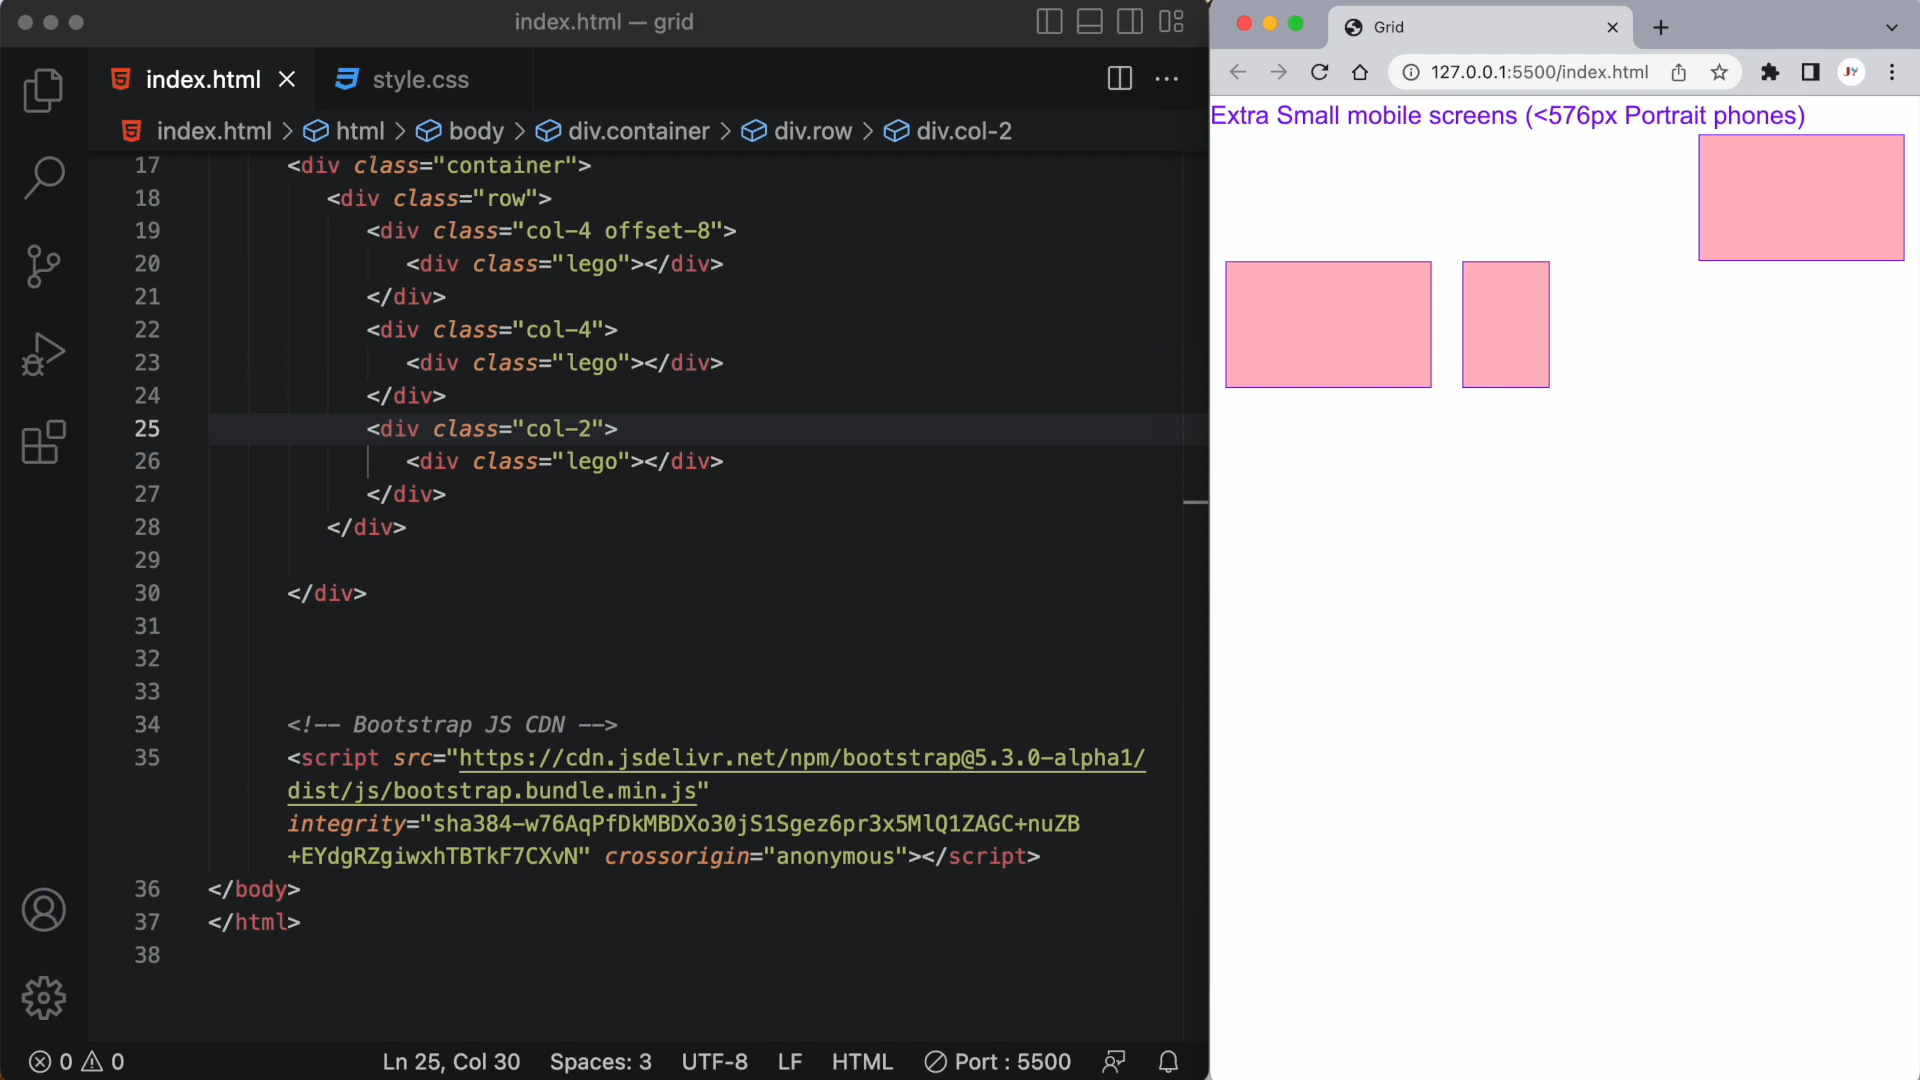 index.html — grid
index.html
style.css
index.html > html > body > div.container > div.row > div.col-2
17 <div class="container">
18 <div class="row">
19 <div class="col-4 offset-8">
20 <div class="lego"></div>
21 </div>
22 <div class="col-4">
23 <div class="lego"></div>
24 </div>
25 <div class="col-2">
26 <div class="lego"></div>
27 </div>
28 </div>
29
30 </div>
31
32
33
34 <!-- Bootstrap JS CDN -->
35 <script src="https://cdn.jsdelivr.net/npm/bootstrap@5.3.0-alpha1/
dist/js/bootstrap.bundle.min.js"
integrity="sha384-w76AqPfDkMBDXo30jS1Sgez6pr3x5MlQ1ZAGC+nuZB
+EYdgRZgiwxhTBTkF7CXvN" crossorigin="anonymous"></script>
36 </body>
37 </html>
38
0 0
Ln 25, Col 30
Spaces: 3
UTF-8
LF
HTML
Port : 5500
Grid
127.0.0.1:5500/index.html
JY
Extra Small mobile screens (<576px Portrait phones)